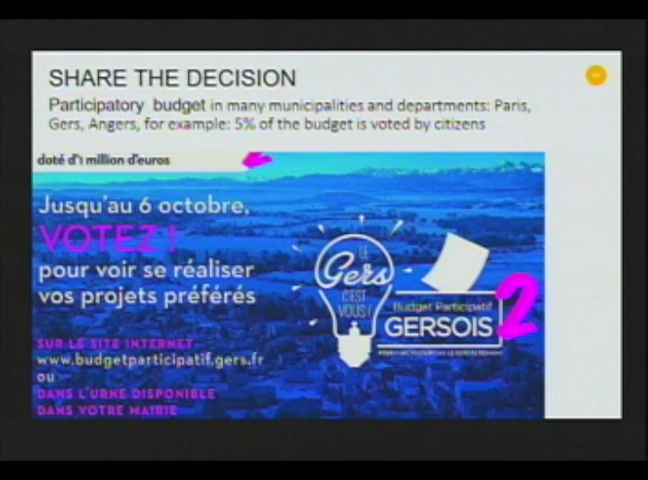 SHARE THE DECISION
Participatory budget in many municipalities and departments: Paris,
Gers, Angers, for example: 5% of the budget is voted by citizens
doté d'1 million d'euros
Jusqu'au 6 octobre,
VOTEZ !
pour voir se réaliser
vos projets préférés
SUR LE SITE INTERNET
www.budgetparticipatif.gers.fr
ou
DANS L'URNE DISPONIBLE
DANS VOTRE MAIRIE
LE
Gers
C'EST
VOUS!
Budget Participatif
GERSOIS 2